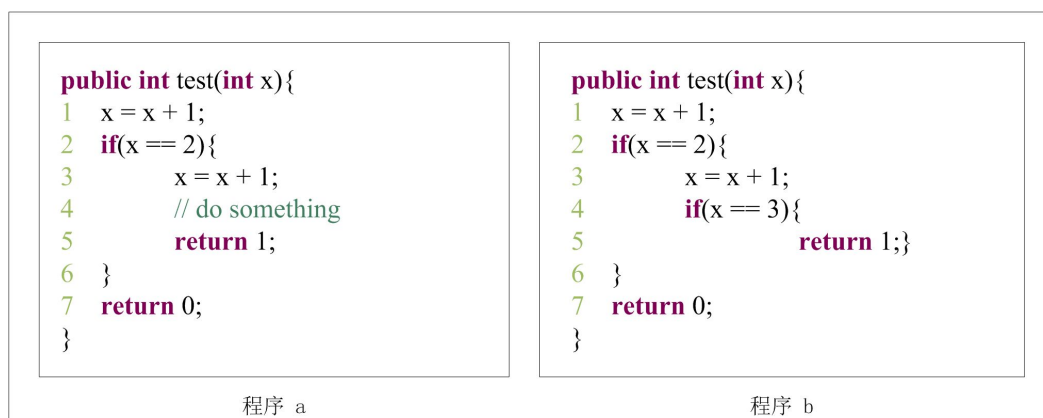 public int test(int x){
1 x = x + 1;
2 if(x == 2){
3 x = x + 1;
4 // do something
5 return 1;
6 }
7 return 0;
}
程序 a
public int test(int x){
1 x = x + 1;
2 if(x == 2){
3 x = x + 1;
4 if(x == 3){
5 return 1;}
6 }
7 return 0;
}
程序 b